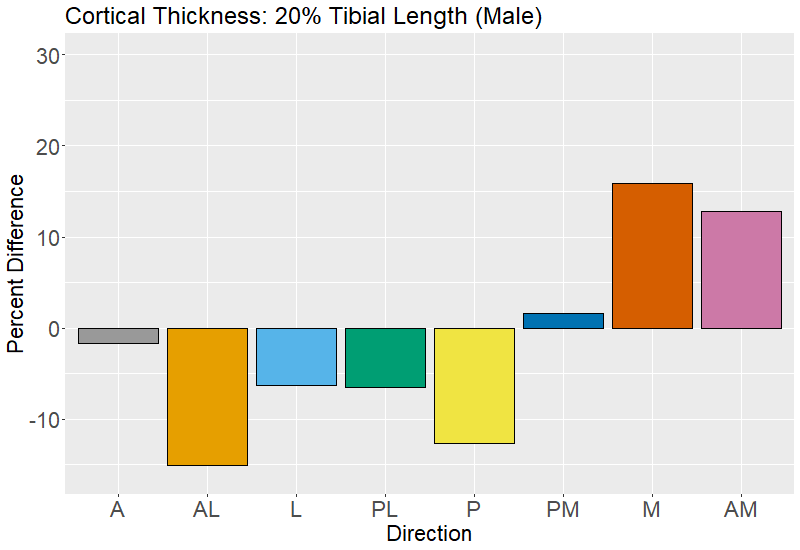 Cortical Thickness: 20% Tibial Length (Male)
Percent Difference
30
20
10
0
-10
A AL L PL P PM M AM
Direction